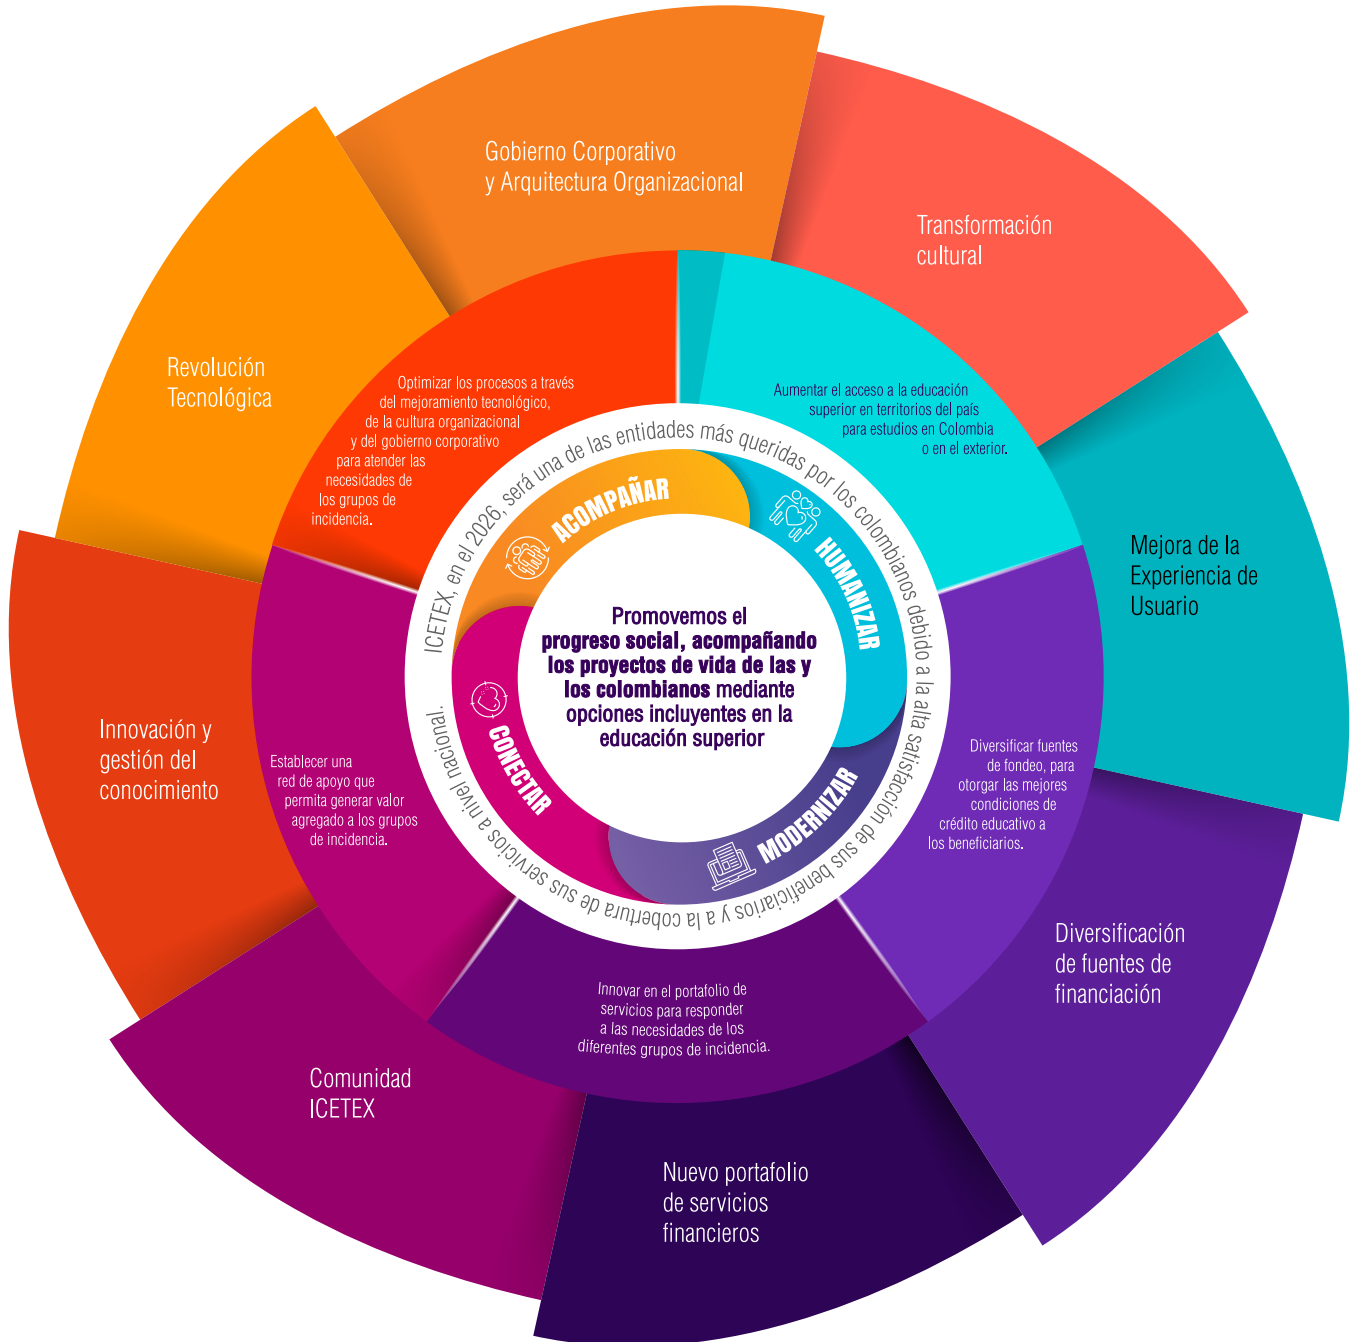 Gobierno Corporativo
y Arquitectura Organizacional
Transformación
cultural
Mejora de la
Experiencia de
Usuario
Diversificación
de fuentes de
financiación
Nuevo portafolio
de servicios
financieros
Comunidad
ICETEX
Innovación y
gestión del
conocimiento
Revolución
Tecnológica
Optimizar los procesos a través
del mejoramiento tecnológico,
de la cultura organizacional
y del gobierno corporativo
para atender las
necesidades de
los grupos de
incidencia.
Aumentar el acceso a la educación
superior en territorios del país
para estudios en Colombia
o en el exterior.
Diversificar fuentes
de fondeo, para
otorgar las mejores
condiciones de
crédito educativo a
los beneficiarios.
Innovar en el portafolio de
servicios para responder
a las necesidades de los
diferentes grupos de incidencia.
Establecer una
red de apoyo que
permita generar valor
agregado a los grupos
de incidencia.
ICETEX, en el 2026, será una de las entidades más queridas por los colombianos debido a la alta satisfacción de sus beneficiarios y a la cobertura de sus servicios a nivel nacional.
ACOMPAÑAR
HUMANIZAR
MODERNIZAR
CONECTAR
Promovemos el
progreso social, acompañando
los proyectos de vida de las y
los colombianos mediante
opciones incluyentes en la
educación superior